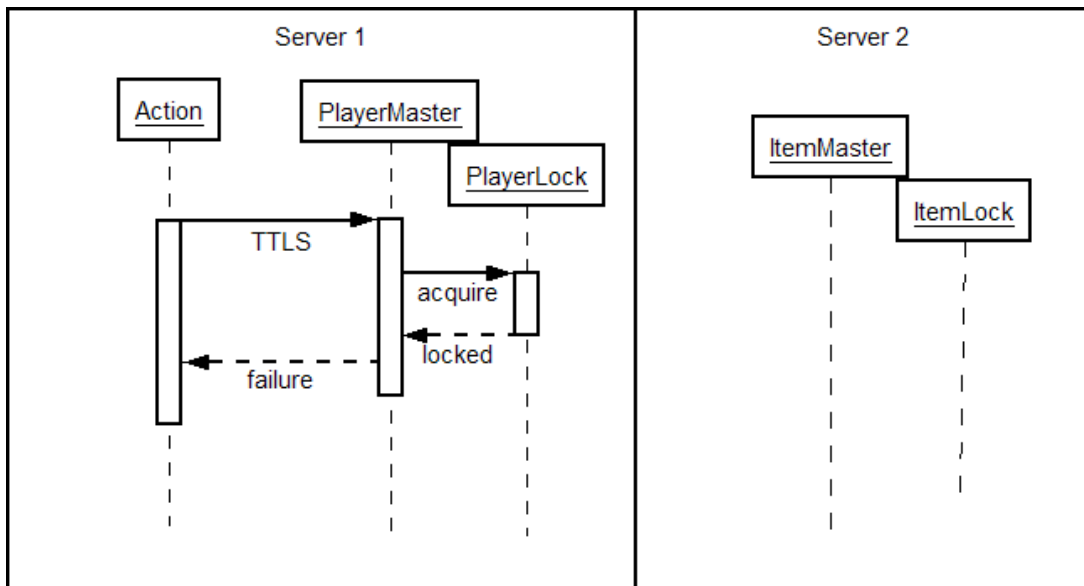 Server 1
Server 2
Action
PlayerMaster
PlayerLock
ItemMaster
ItemLock
TTLS
acquire
locked
failure